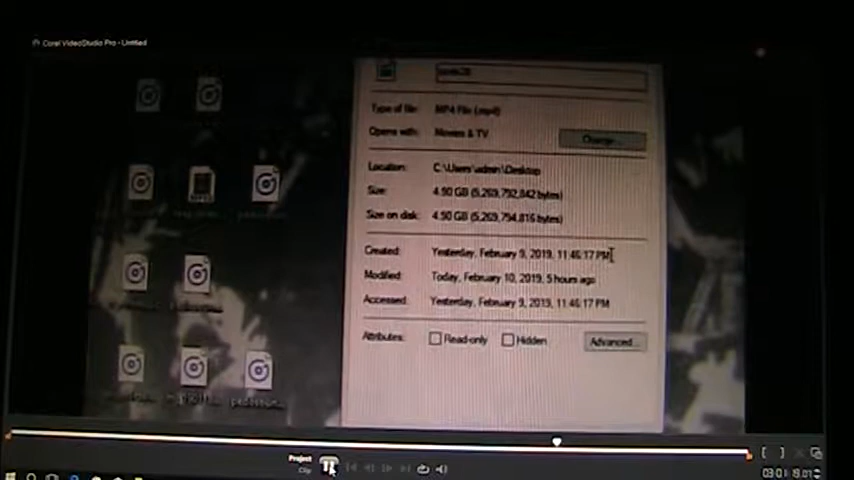 Corel VideoStudio Pro - Untitled
Type of file: MP4 File (.mp4)
Opens with: Movies & TV Change...
Location: C:\Users\admin\Desktop
Size: 4.90 GB (5,269,792,842 bytes)
Size on disk: 4.90 GB (5,269,794,816 bytes)
Created: Yesterday, February 9, 2019, 11:46:17 PM
Modified: Today, February 10, 2019, 5 hours ago
Accessed: Yesterday, February 9, 2019, 11:46:17 PM
Attributes: Read-only Hidden Advanced...
Project
Clip